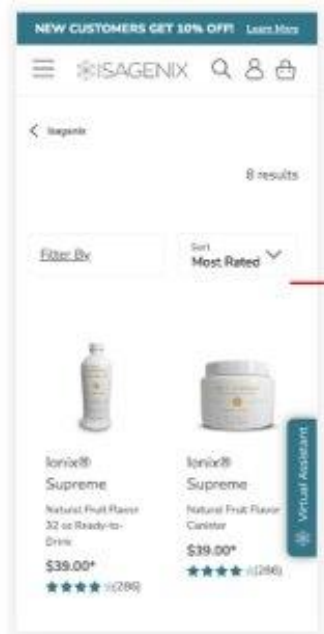 NEW CUSTOMERS GET 10% OFF! Learn More
ISAGENIX
Isagenix
8 results
Filter By
Sort
Most Rated
Ionix®
Supreme
Natural Fruit Flavor
32 oz Ready-to-
Drink
$39.00*
(286)
Ionix®
Supreme
Natural Fruit Flavor
Canister
$39.00*
(286)
Virtual Assistant